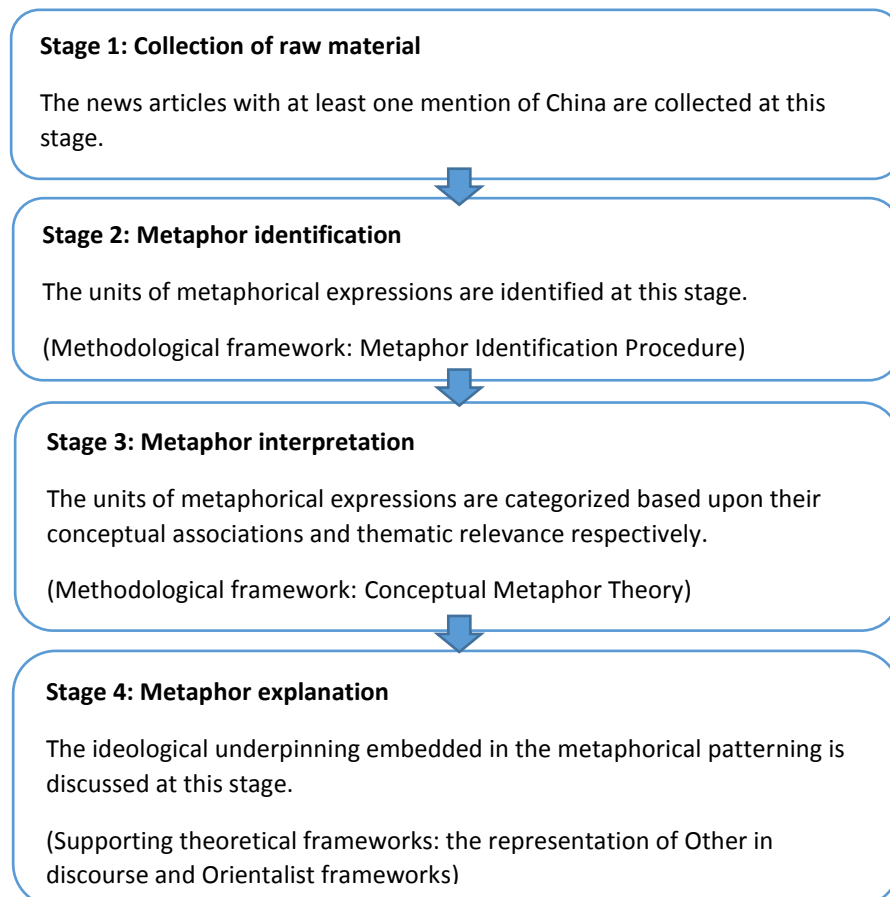 Stage 1: Collection of raw material
The news articles with at least one mention of China are collected at this
stage.
Stage 2: Metaphor identification
The units of metaphorical expressions are identified at this stage.
(Methodological framework: Metaphor Identification Procedure)
Stage 3: Metaphor interpretation
The units of metaphorical expressions are categorized based upon their
conceptual associations and thematic relevance respectively.
(Methodological framework: Conceptual Metaphor Theory)
Stage 4: Metaphor explanation
The ideological underpinning embedded in the metaphorical patterning is
discussed at this stage.
(Supporting theoretical frameworks: the representation of Other in
discourse and Orientalist frameworks)